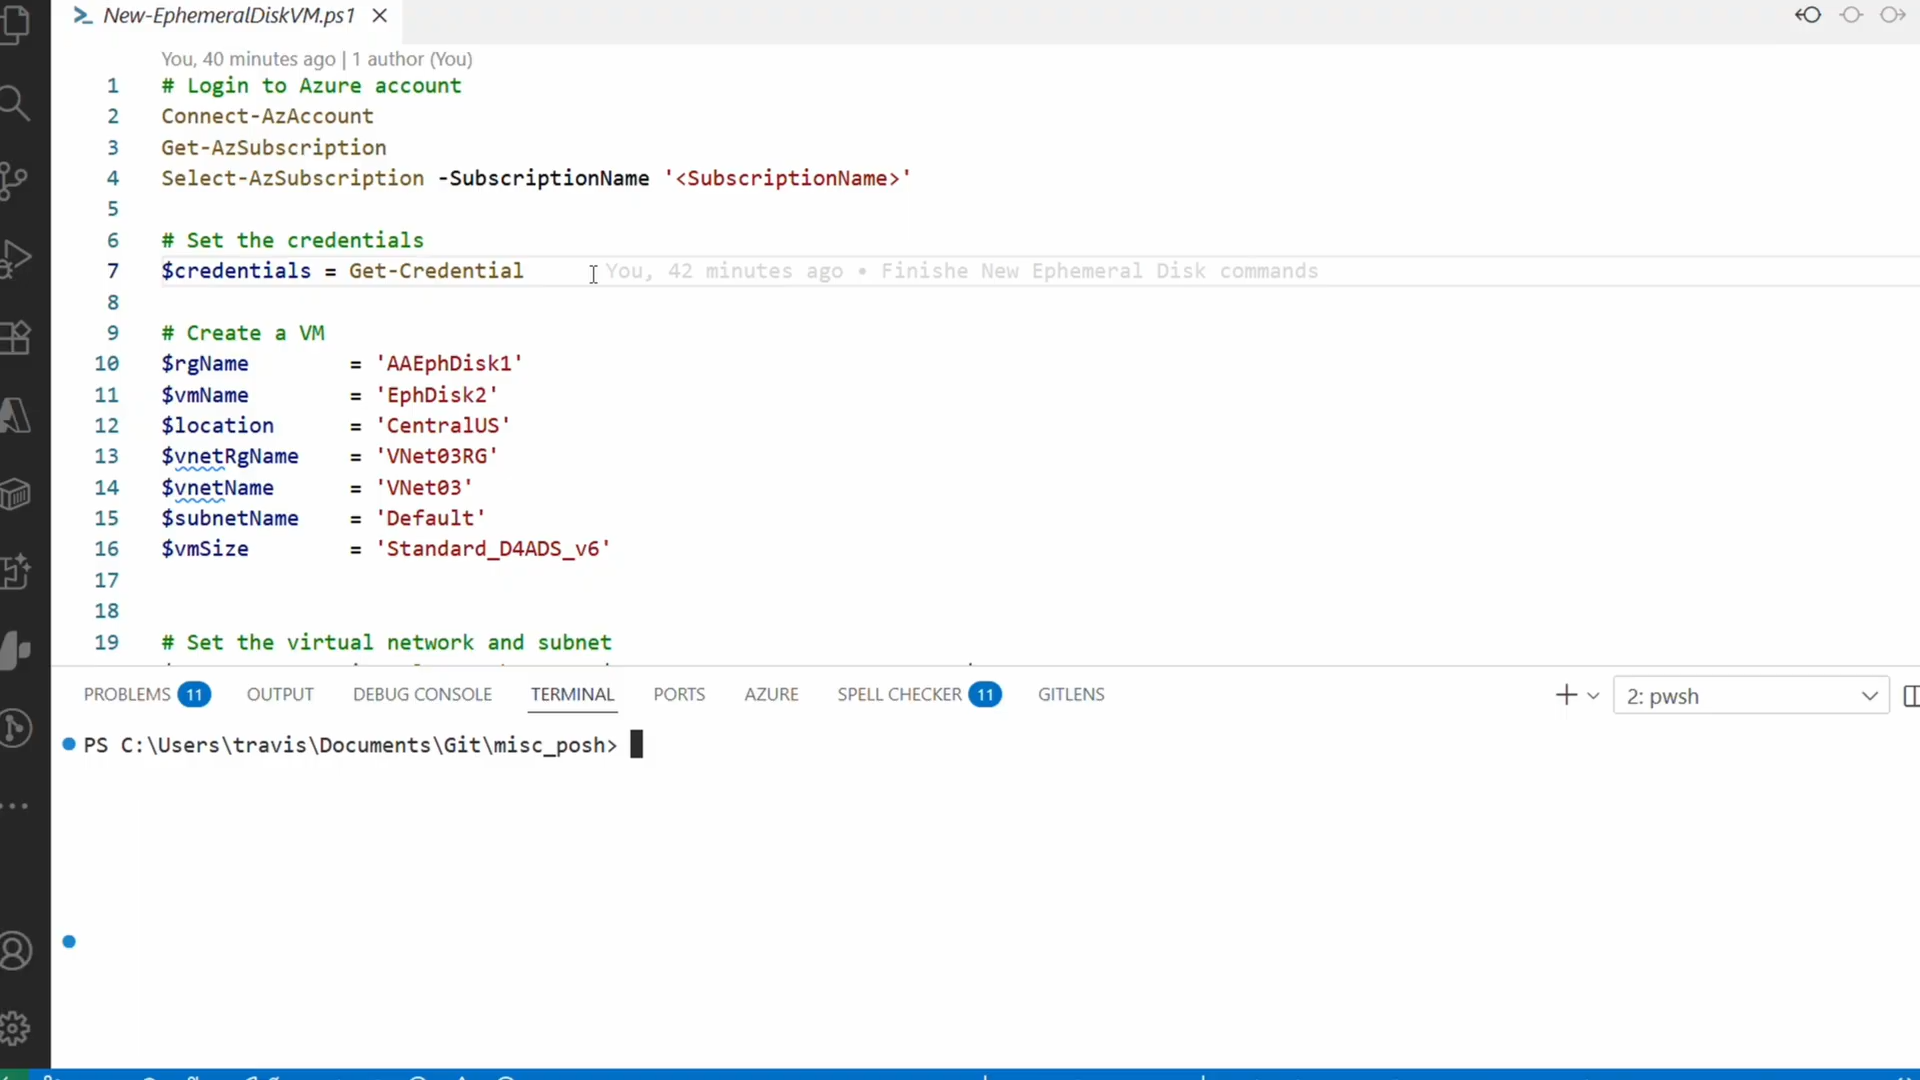 New-EphemeralDiskVM.ps1
You, 40 minutes ago | 1 author (You)
1 # Login to Azure account
2 Connect-AzAccount
3 Get-AzSubscription
4 Select-AzSubscription -SubscriptionName '<SubscriptionName>'
5
6 # Set the credentials
7 $credentials = Get-Credential You, 42 minutes ago • Finishe New Ephemeral Disk commands
8
9 # Create a VM
10 $rgName = 'AAEphDisk1'
11 $vmName = 'EphDisk2'
12 $location = 'CentralUS'
13 $vnetRgName = 'VNet03RG'
14 $vnetName = 'VNet03'
15 $subnetName = 'Default'
16 $vmSize = 'Standard_D4ADS_v6'
17
18
19 # Set the virtual network and subnet
PROBLEMS 11 OUTPUT DEBUG CONSOLE TERMINAL PORTS AZURE SPELL CHECKER 11 GITLENS 2: pwsh
PS C:\Users\travis\Documents\Git\misc_posh>